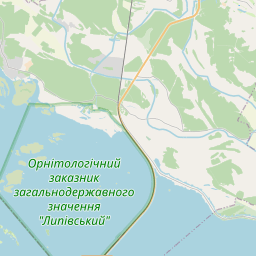 Орнітологічний
заказник
загальнодержавного
значення
"Липівський"